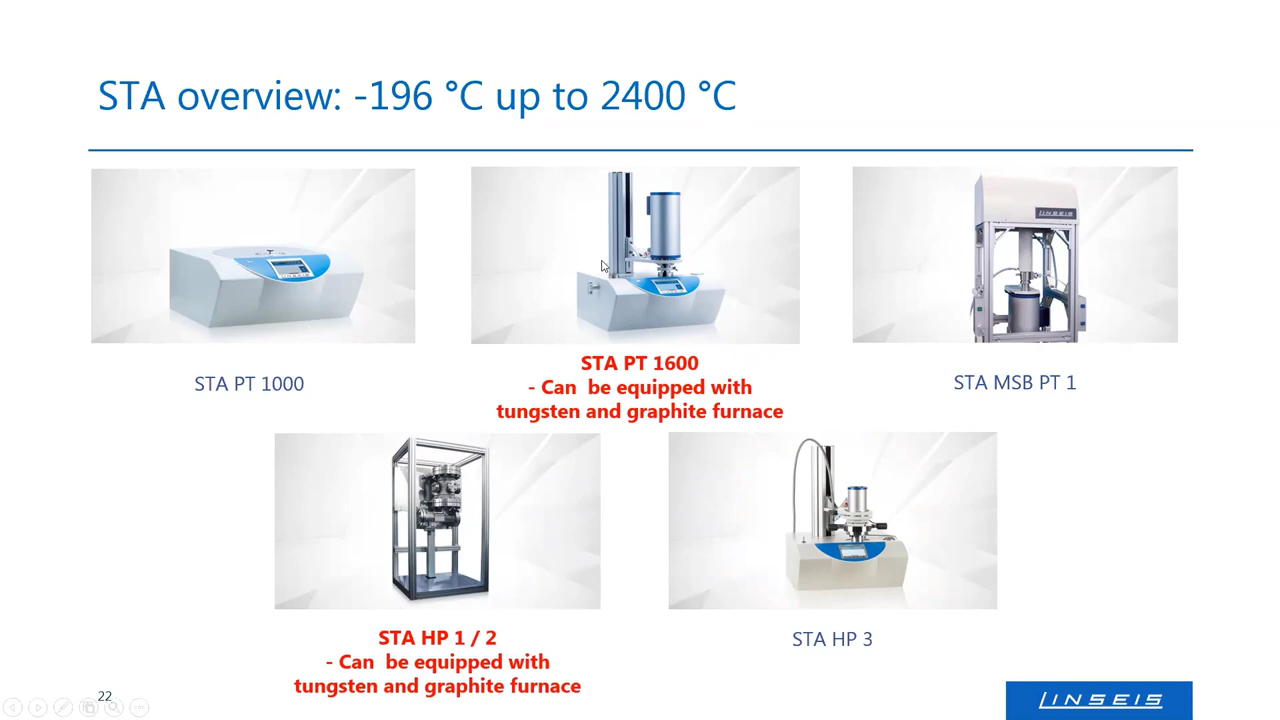 STA overview: -196 °C up to 2400 °C
LINSEIS
STA PT 1000
STA PT 1600
- Can be equipped with
tungsten and graphite furnace
STA MSB PT 1
STA HP 1 / 2
- Can be equipped with
tungsten and graphite furnace
STA HP 3
22
LINSEIS